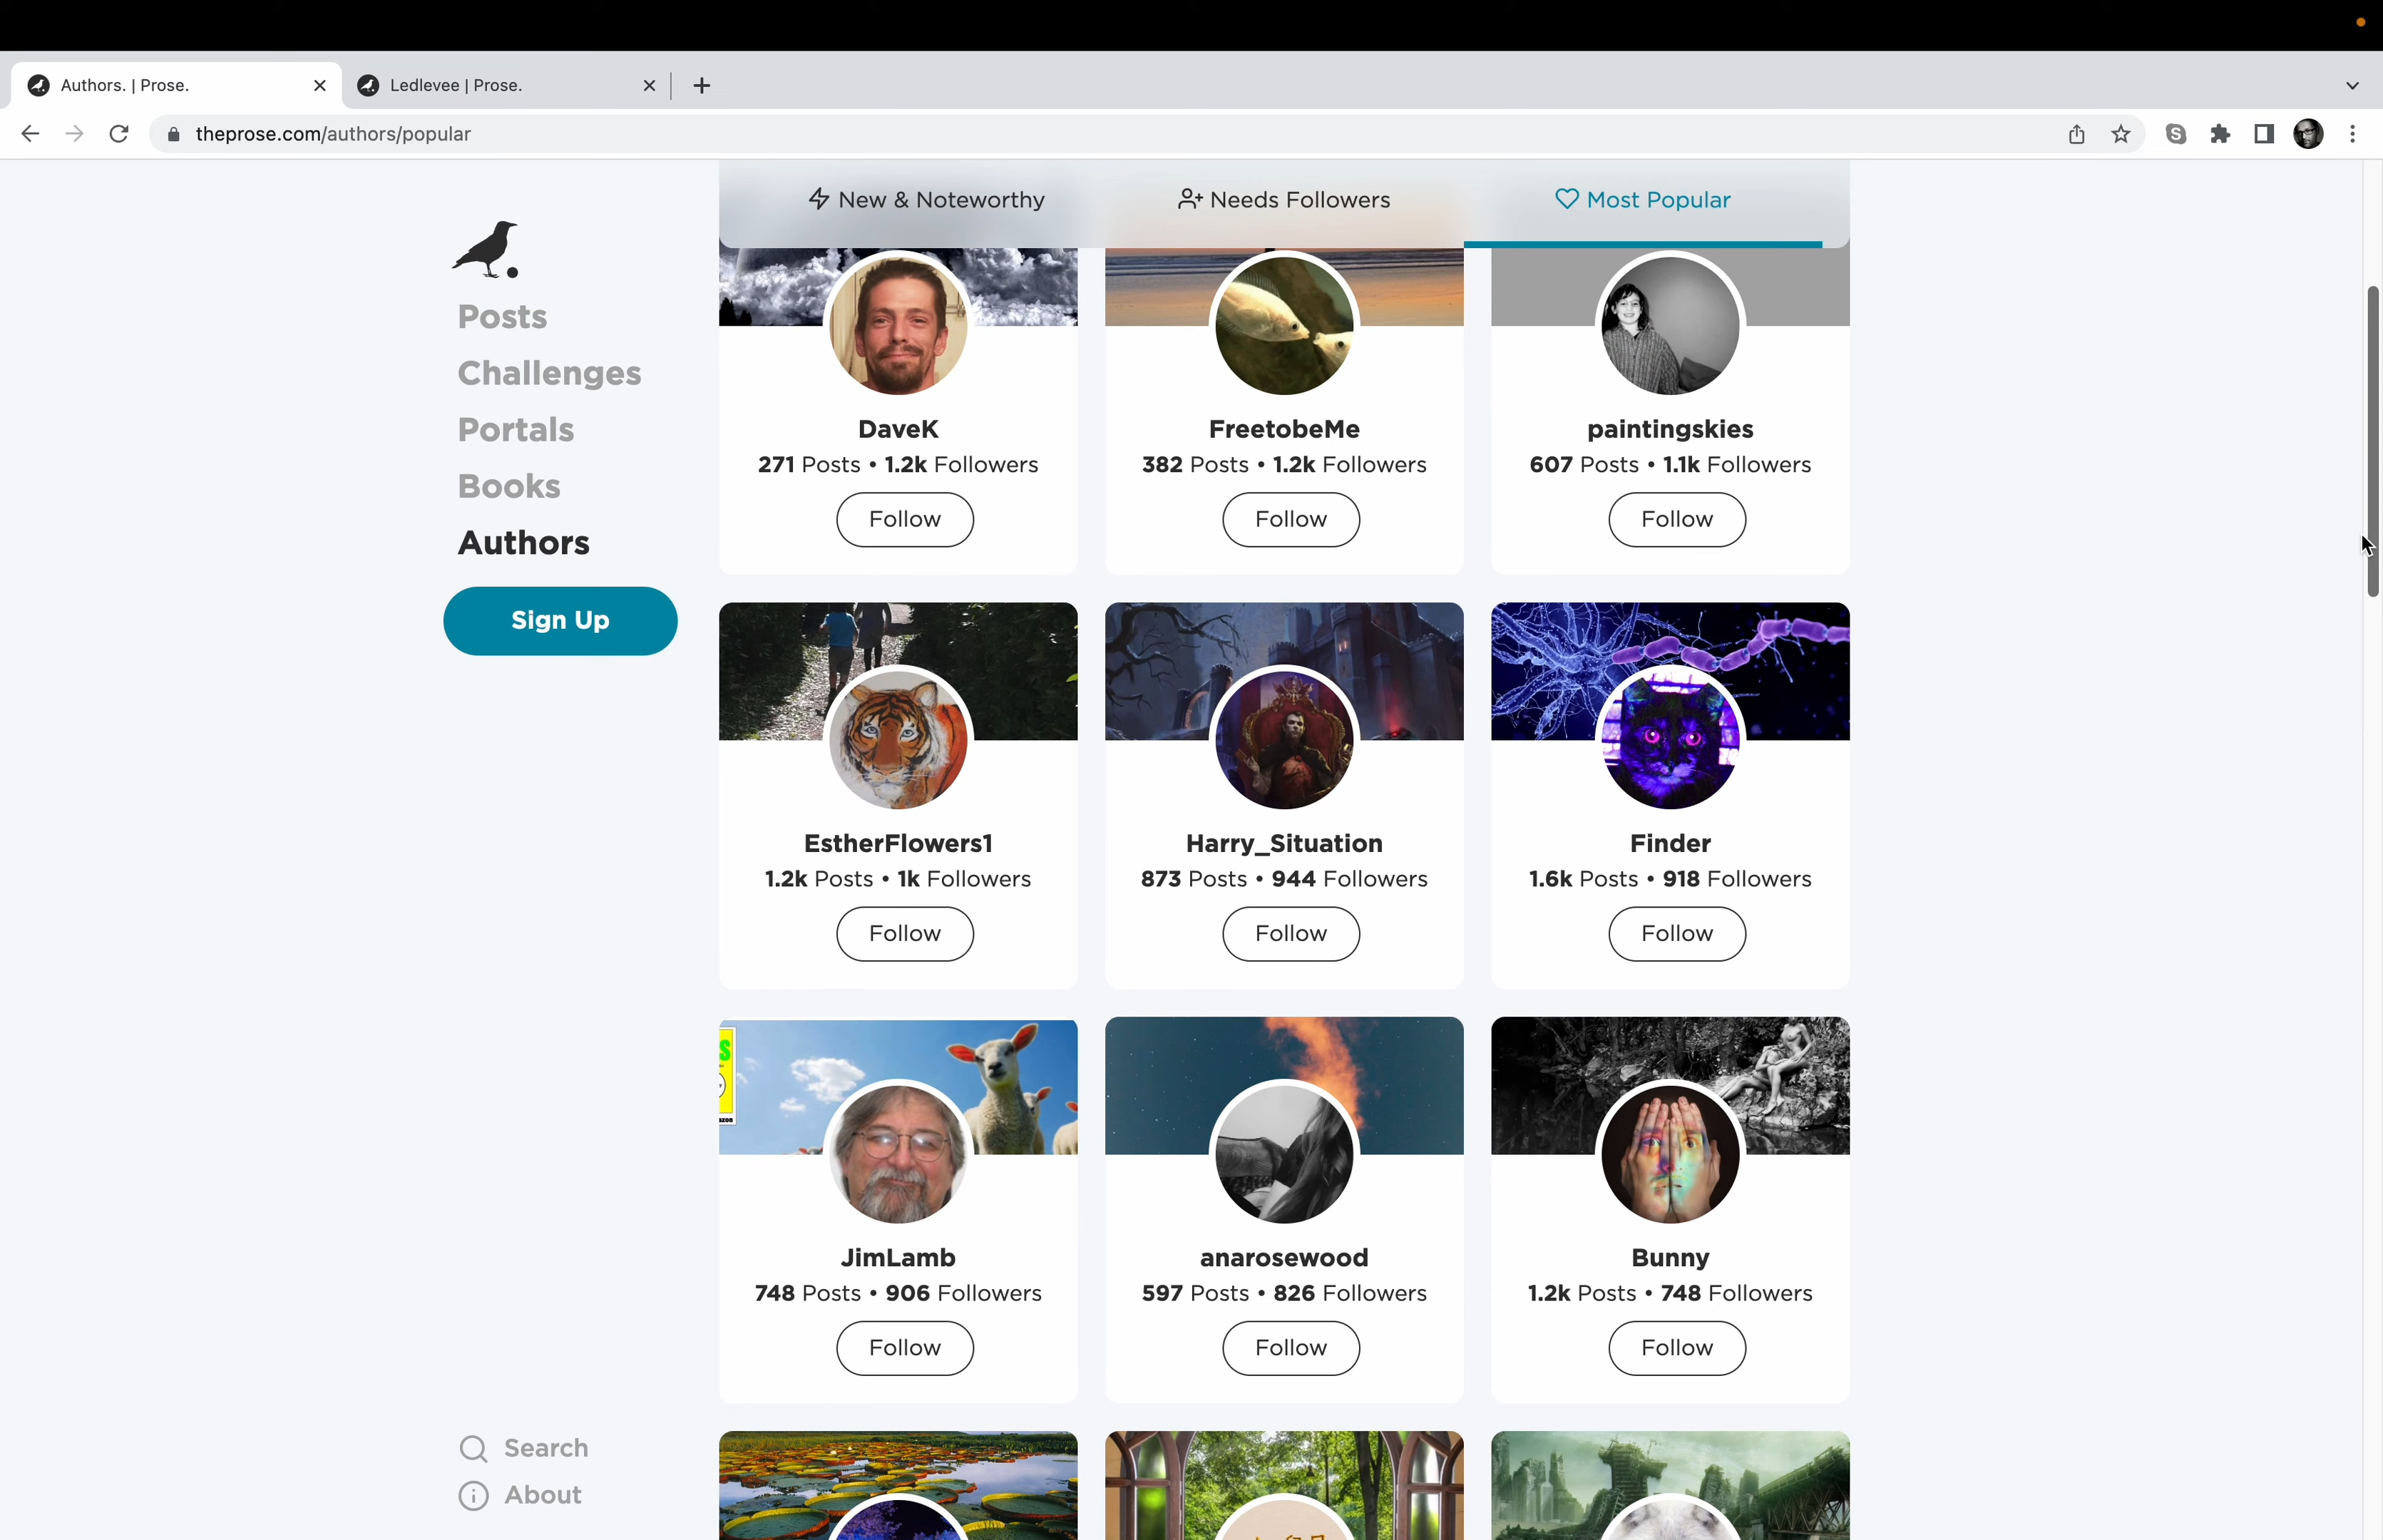 Authors. | Prose.
Ledlevee | Prose.
theprose.com/authors/popular
New & Noteworthy
Needs Followers
Most Popular
Posts
Challenges
Portals
Books
Authors
Sign Up
DaveK
271 Posts • 1.2k Followers
Follow
FreetobeMe
382 Posts • 1.2k Followers
Follow
paintingskies
607 Posts • 1.1k Followers
Follow
EstherFlowers1
1.2k Posts • 1k Followers
Follow
Harry_Situation
873 Posts • 944 Followers
Follow
Finder
1.6k Posts • 918 Followers
Follow
JimLamb
748 Posts • 906 Followers
Follow
anarosewood
597 Posts • 826 Followers
Follow
Bunny
1.2k Posts • 748 Followers
Follow
Search
About